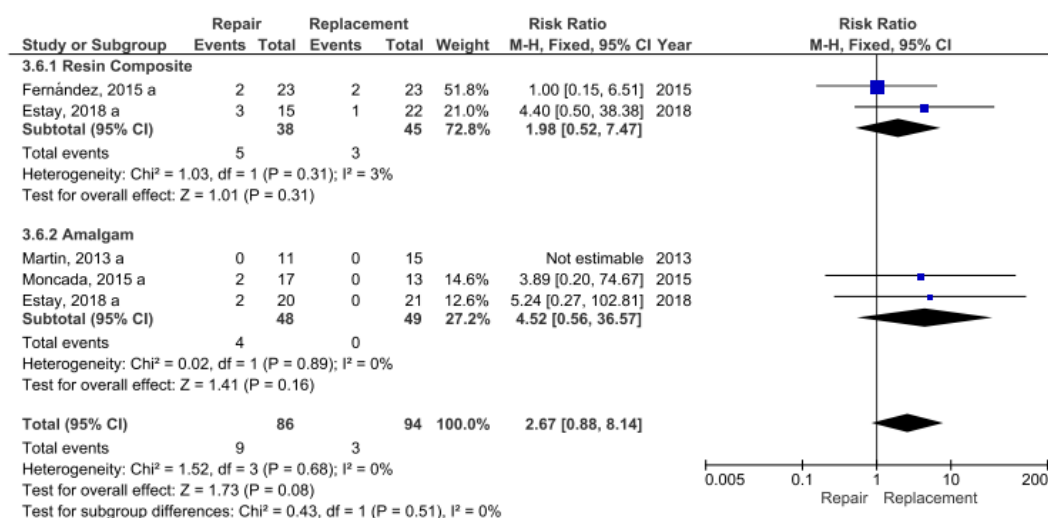 Repair Replacement Risk Ratio Risk Ratio
Study or Subgroup Events Total Events Total Weight M-H, Fixed, 95% CI Year M-H, Fixed, 95% CI
3.6.1 Resin Composite
Fernández, 2015 a 2 23 2 23 51.8% 1.00 [0.15, 6.51] 2015
Estay, 2018 a 3 15 1 22 21.0% 4.40 [0.50, 38.38] 2018
Subtotal (95% CI) 38 45 72.8% 1.98 [0.52, 7.47]
Total events 5 3
Heterogeneity: Chi² = 1.03, df = 1 (P = 0.31); I² = 3%
Test for overall effect: Z = 1.01 (P = 0.31)
3.6.2 Amalgam
Martin, 2013 a 0 11 0 15 Not estimable 2013
Moncada, 2015 a 2 17 0 13 14.6% 3.89 [0.20, 74.67] 2015
Estay, 2018 a 2 20 0 21 12.6% 5.24 [0.27, 102.81] 2018
Subtotal (95% CI) 48 49 27.2% 4.52 [0.56, 36.57]
Total events 4 0
Heterogeneity: Chi² = 0.02, df = 1 (P = 0.89); I² = 0%
Test for overall effect: Z = 1.41 (P = 0.16)
Total (95% CI) 86 94 100.0% 2.67 [0.88, 8.14]
Total events 9 3
Heterogeneity: Chi² = 1.52, df = 3 (P = 0.68); I² = 0%
Test for overall effect: Z = 1.73 (P = 0.08)
Test for subgroup differences: Chi² = 0.43, df = 1 (P = 0.51), I² = 0%
0.005 0.1 1 10 200
Repair Replacement